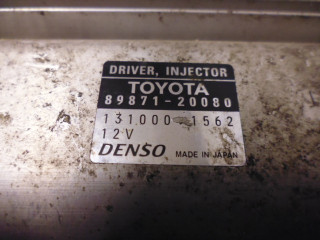 DRIVER, INJECTOR
TOYOTA
89871-20080
131000-1562
12V
DENSO MADE IN JAPAN